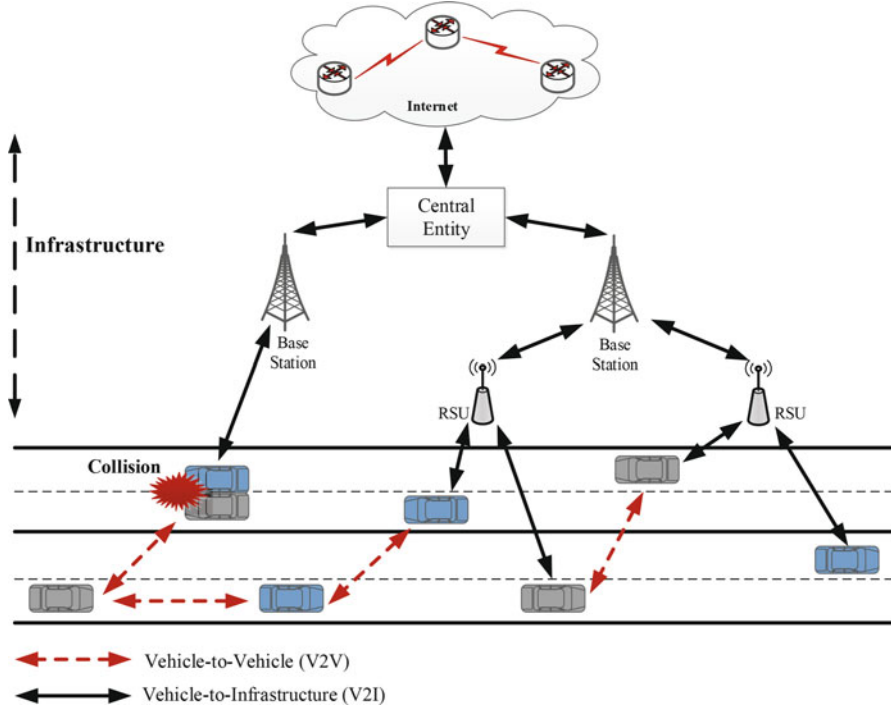 Internet
Central
Entity
Infrastructure
Base
Station
Base
Station
RSU
RSU
Collision
Vehicle-to-Vehicle (V2V)
Vehicle-to-Infrastructure (V2I)